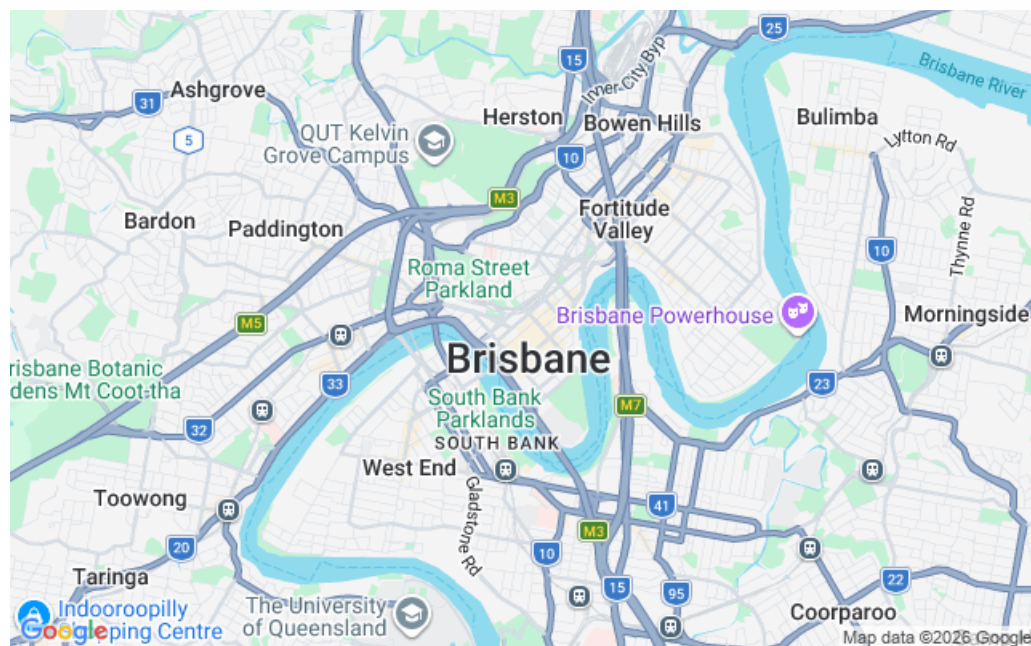 25
15
Inner City Byp
Brisbane River
Ashgrove
31
Herston
Bowen Hills
Bulimba
5
QUT Kelvin
Grove Campus
Lytton Rd
10
M3
Bardon
Paddington
Fortitude
Valley
Thynne Rd
10
Roma Street
Parkland
Brisbane Powerhouse
Morningside
M5
Brisbane
risbane Botanic
dens Mt Coot-tha
33
23
South Bank
Parklands
M7
32
SOUTH BANK
West End
Gladstone Rd
Toowong
41
M3
20
10
Taringa
15
95
22
Indooroopilly
pping Centre
Google
The University
of Queensland
Coorparoo
Map data ©2026 Google